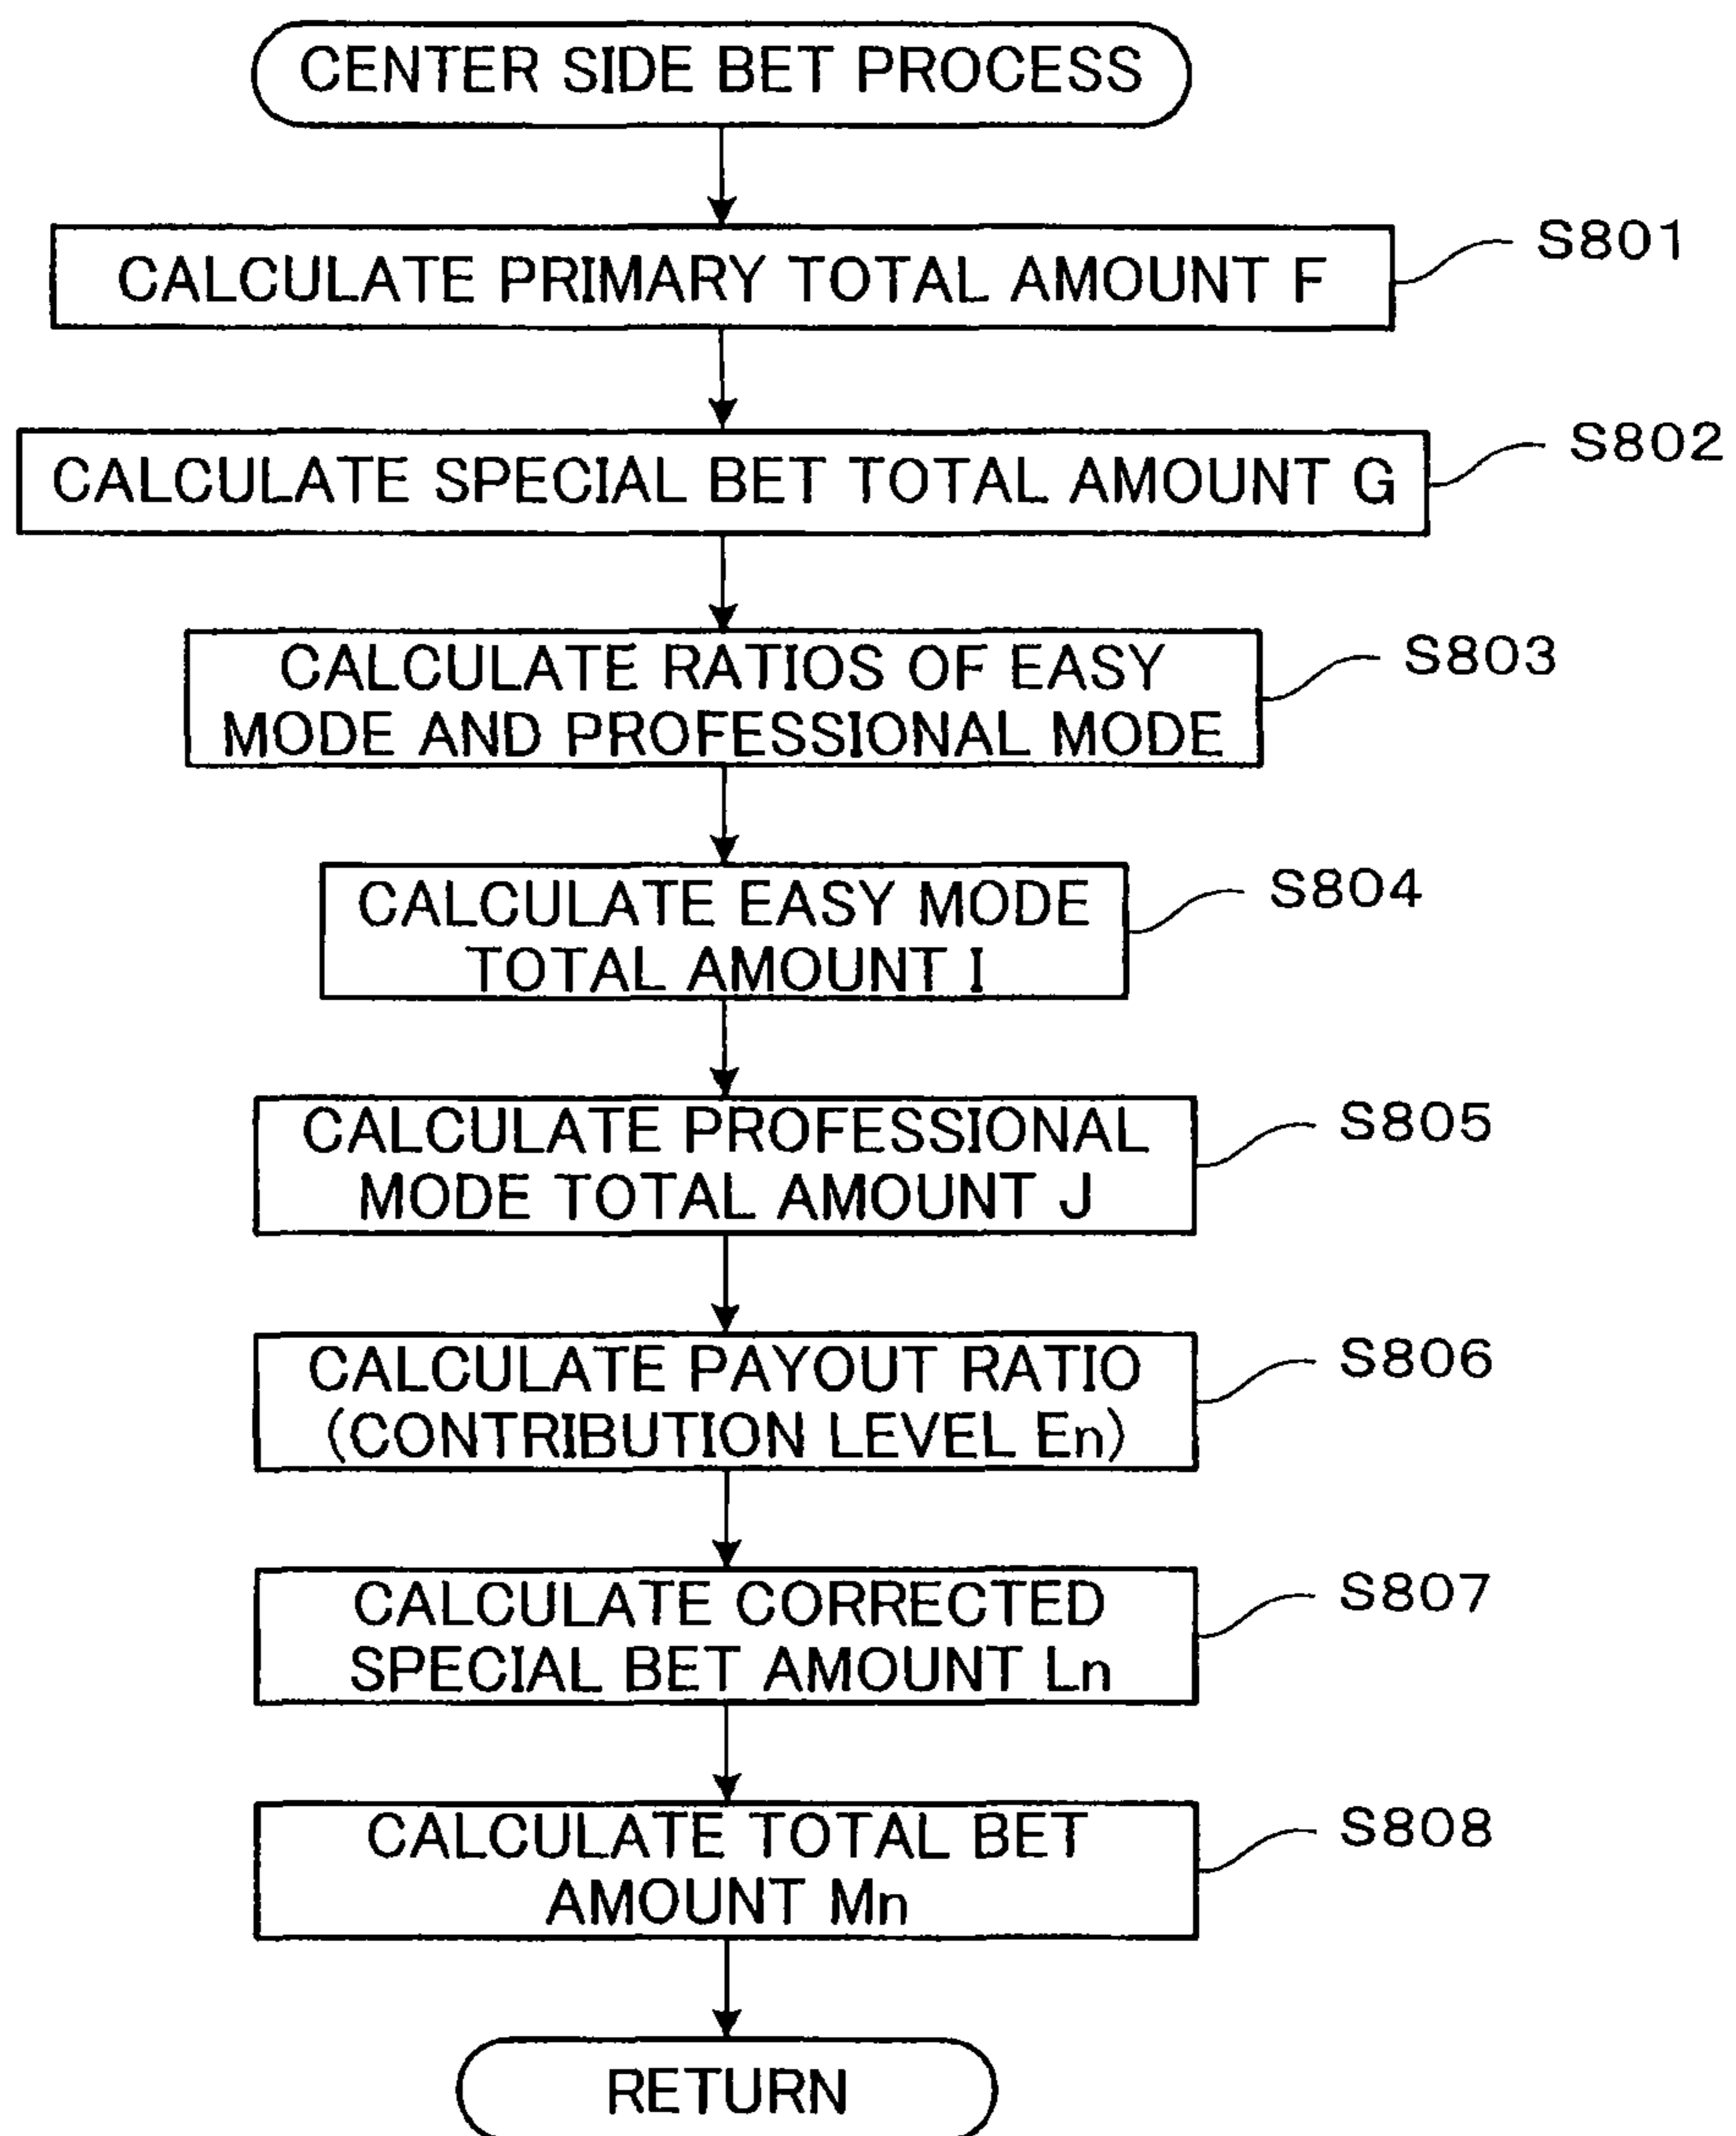 CENTER SIDE BET PROCESS
CALCULATE PRIMARY TOTAL AMOUNT F
S801
CALCULATE SPECIAL BET TOTAL AMOUNT G
S802
CALCULATE RATIOS OF EASY
MODE AND PROFESSIONAL MODE
S803
CALCULATE EASY MODE
TOTAL AMOUNT I
S804
CALCULATE PROFESSIONAL
MODE TOTAL AMOUNT J
S805
CALCULATE PAYOUT RATIO
(CONTRIBUTION LEVEL En)
S806
CALCULATE CORRECTED
SPECIAL BET AMOUNT Ln
S807
CALCULATE TOTAL BET
AMOUNT Mn
S808
RETURN